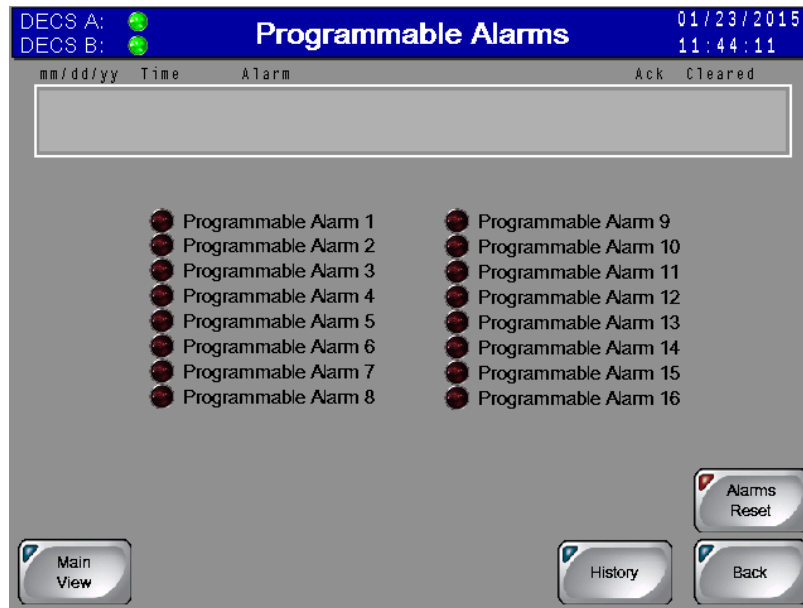 DECS A:
DECS B:
Programmable Alarms
01/23/2015
11:44:11
mm/dd/yy Time Alarm Ack Cleared
Programmable Alarm 1
Programmable Alarm 2
Programmable Alarm 3
Programmable Alarm 4
Programmable Alarm 5
Programmable Alarm 6
Programmable Alarm 7
Programmable Alarm 8
Programmable Alarm 9
Programmable Alarm 10
Programmable Alarm 11
Programmable Alarm 12
Programmable Alarm 13
Programmable Alarm 14
Programmable Alarm 15
Programmable Alarm 16
Alarms
Reset
Main
View
History
Back